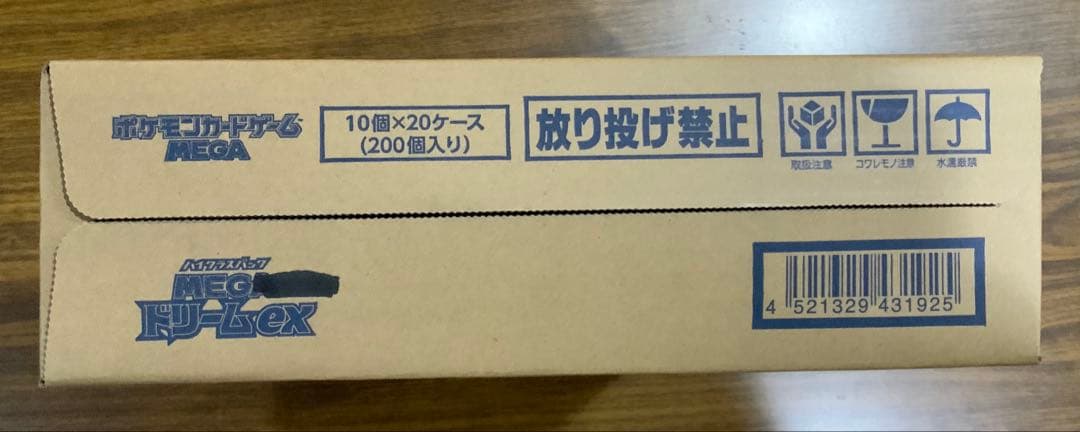 ポケモンカードゲーム
MEGA
10個×20ケース
(200個入り)
放り投げ禁止
取扱注意
コワレモノ注意
水濡厳禁
ハイクラスパック
MEG
ドリームex
4 521329 431925